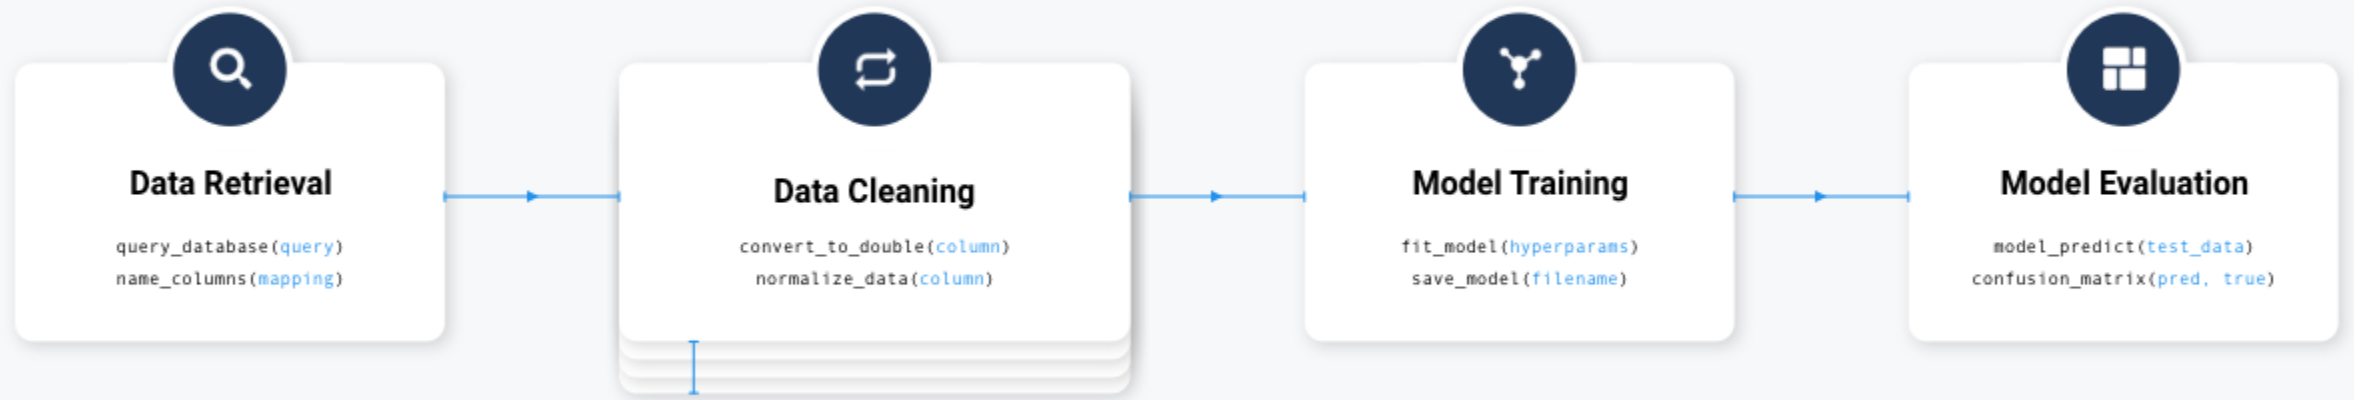 Data Retrieval
query_database(query)
name_columns(mapping)
Data Cleaning
convert_to_double(column)
normalize_data(column)
Model Training
fit_model(hyperparams)
save_model(filename)
Model Evaluation
model_predict(test_data)
confusion_matrix(pred, true)